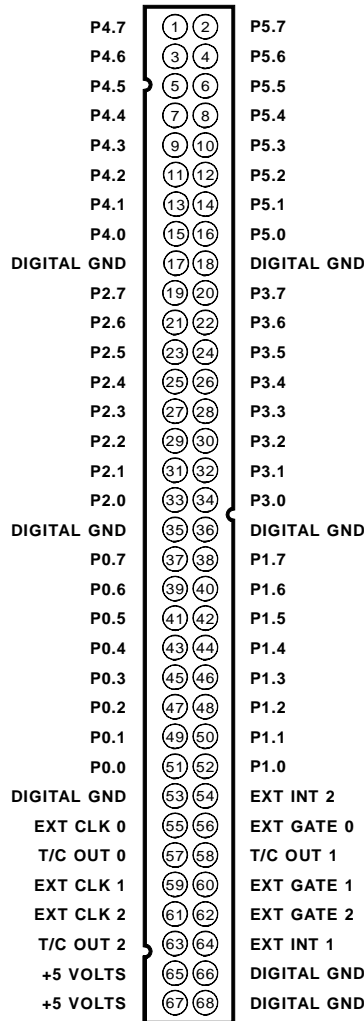 P4.7 1 2 P5.7
P4.6 3 4 P5.6
P4.5 5 6 P5.5
P4.4 7 8 P5.4
P4.3 9 10 P5.3
P4.2 11 12 P5.2
P4.1 13 14 P5.1
P4.0 15 16 P5.0
DIGITAL GND 17 18 DIGITAL GND
P2.7 19 20 P3.7
P2.6 21 22 P3.6
P2.5 23 24 P3.5
P2.4 25 26 P3.4
P2.3 27 28 P3.3
P2.2 29 30 P3.2
P2.1 31 32 P3.1
P2.0 33 34 P3.0
DIGITAL GND 35 36 DIGITAL GND
P0.7 37 38 P1.7
P0.6 39 40 P1.6
P0.5 41 42 P1.5
P0.4 43 44 P1.4
P0.3 45 46 P1.3
P0.2 47 48 P1.2
P0.1 49 50 P1.1
P0.0 51 52 P1.0
DIGITAL GND 53 54 EXT INT 2
EXT CLK 0 55 56 EXT GATE 0
T/C OUT 0 57 58 T/C OUT 1
EXT CLK 1 59 60 EXT GATE 1
EXT CLK 2 61 62 EXT GATE 2
T/C OUT 2 63 64 EXT INT 1
+5 VOLTS 65 66 DIGITAL GND
+5 VOLTS 67 68 DIGITAL GND